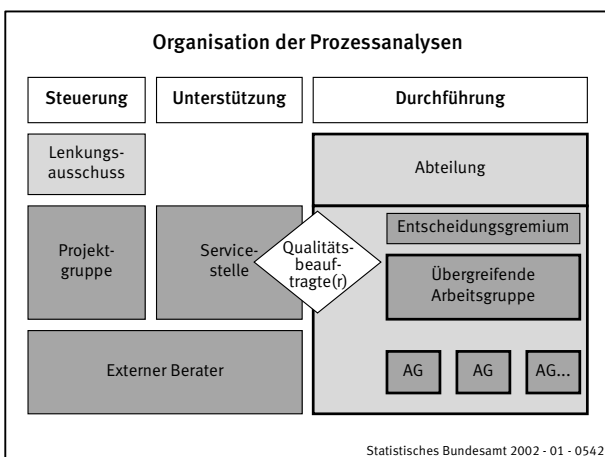 Organisation der Prozessanalysen
Steuerung
Unterstützung
Durchführung
Lenkungs-
ausschuss
Abteilung
Projekt-
gruppe
Service-
stelle
Qualitäts-
beauf-
tragte(r)
Entscheidungsgremium
Übergreifende
Arbeitsgruppe
Externer Berater
AG
AG
AG...
Statistisches Bundesamt 2002 - 01 - 0542